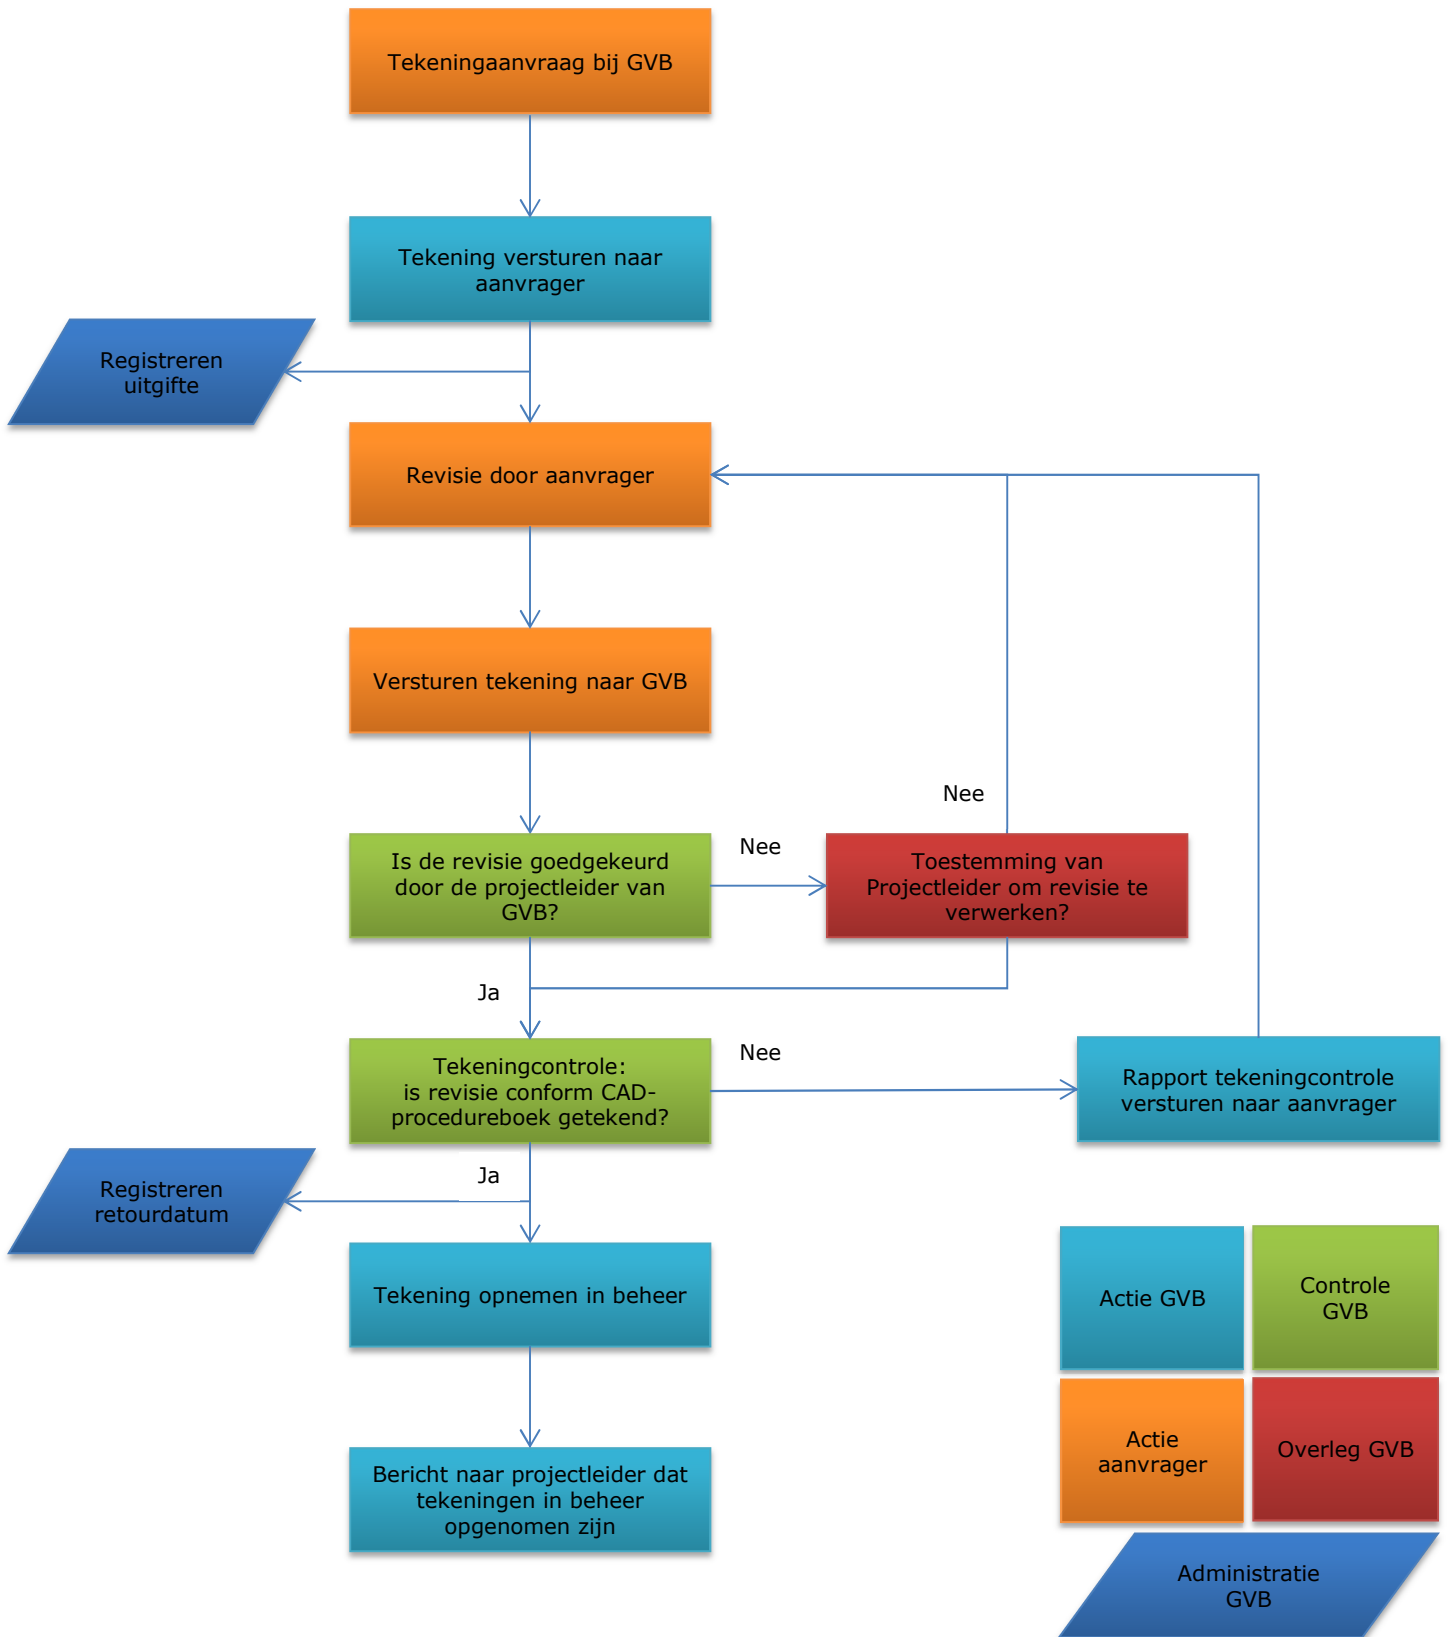 Tekeningaanvraag bij GVB
Tekening versturen naar
aanvrager
Registreren
uitgifte
Revisie door aanvrager
Versturen tekening naar GVB
Nee
Is de revisie goedgekeurd
door de projectleider van
GVB?
Nee
Toestemming van
Projectleider om revisie te
verwerken?
Ja
Tekeningcontrole:
is revisie conform CAD-
procedureboek getekend?
Nee
Rapport tekeningcontrole
versturen naar aanvrager
Ja
Registreren
retourdatum
Tekening opnemen in beheer
Bericht naar projectleider dat
tekeningen in beheer
opgenomen zijn
Actie GVB
Controle
GVB
Actie
aanvrager
Overleg GVB
Administratie
GVB